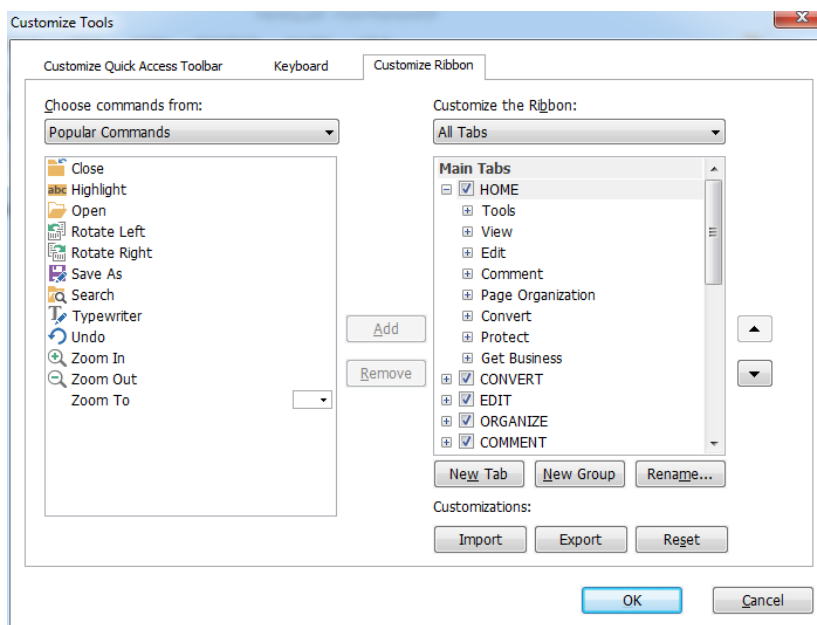 Customize Tools
Customize Quick Access Toolbar
Keyboard
Customize Ribbon
Choose commands from:
Popular Commands
Close
abc Highlight
Open
Rotate Left
Rotate Right
Save As
Search
Typewriter
Undo
Zoom In
Zoom Out
Zoom To
Add
Remove
Customize the Ribbon:
All Tabs
Main Tabs
HOME
Tools
View
Edit
Comment
Page Organization
Convert
Protect
Get Business
CONVERT
EDIT
ORGANIZE
COMMENT
New Tab New Group Rename...
Customizations:
Import Export Reset
OK Cancel